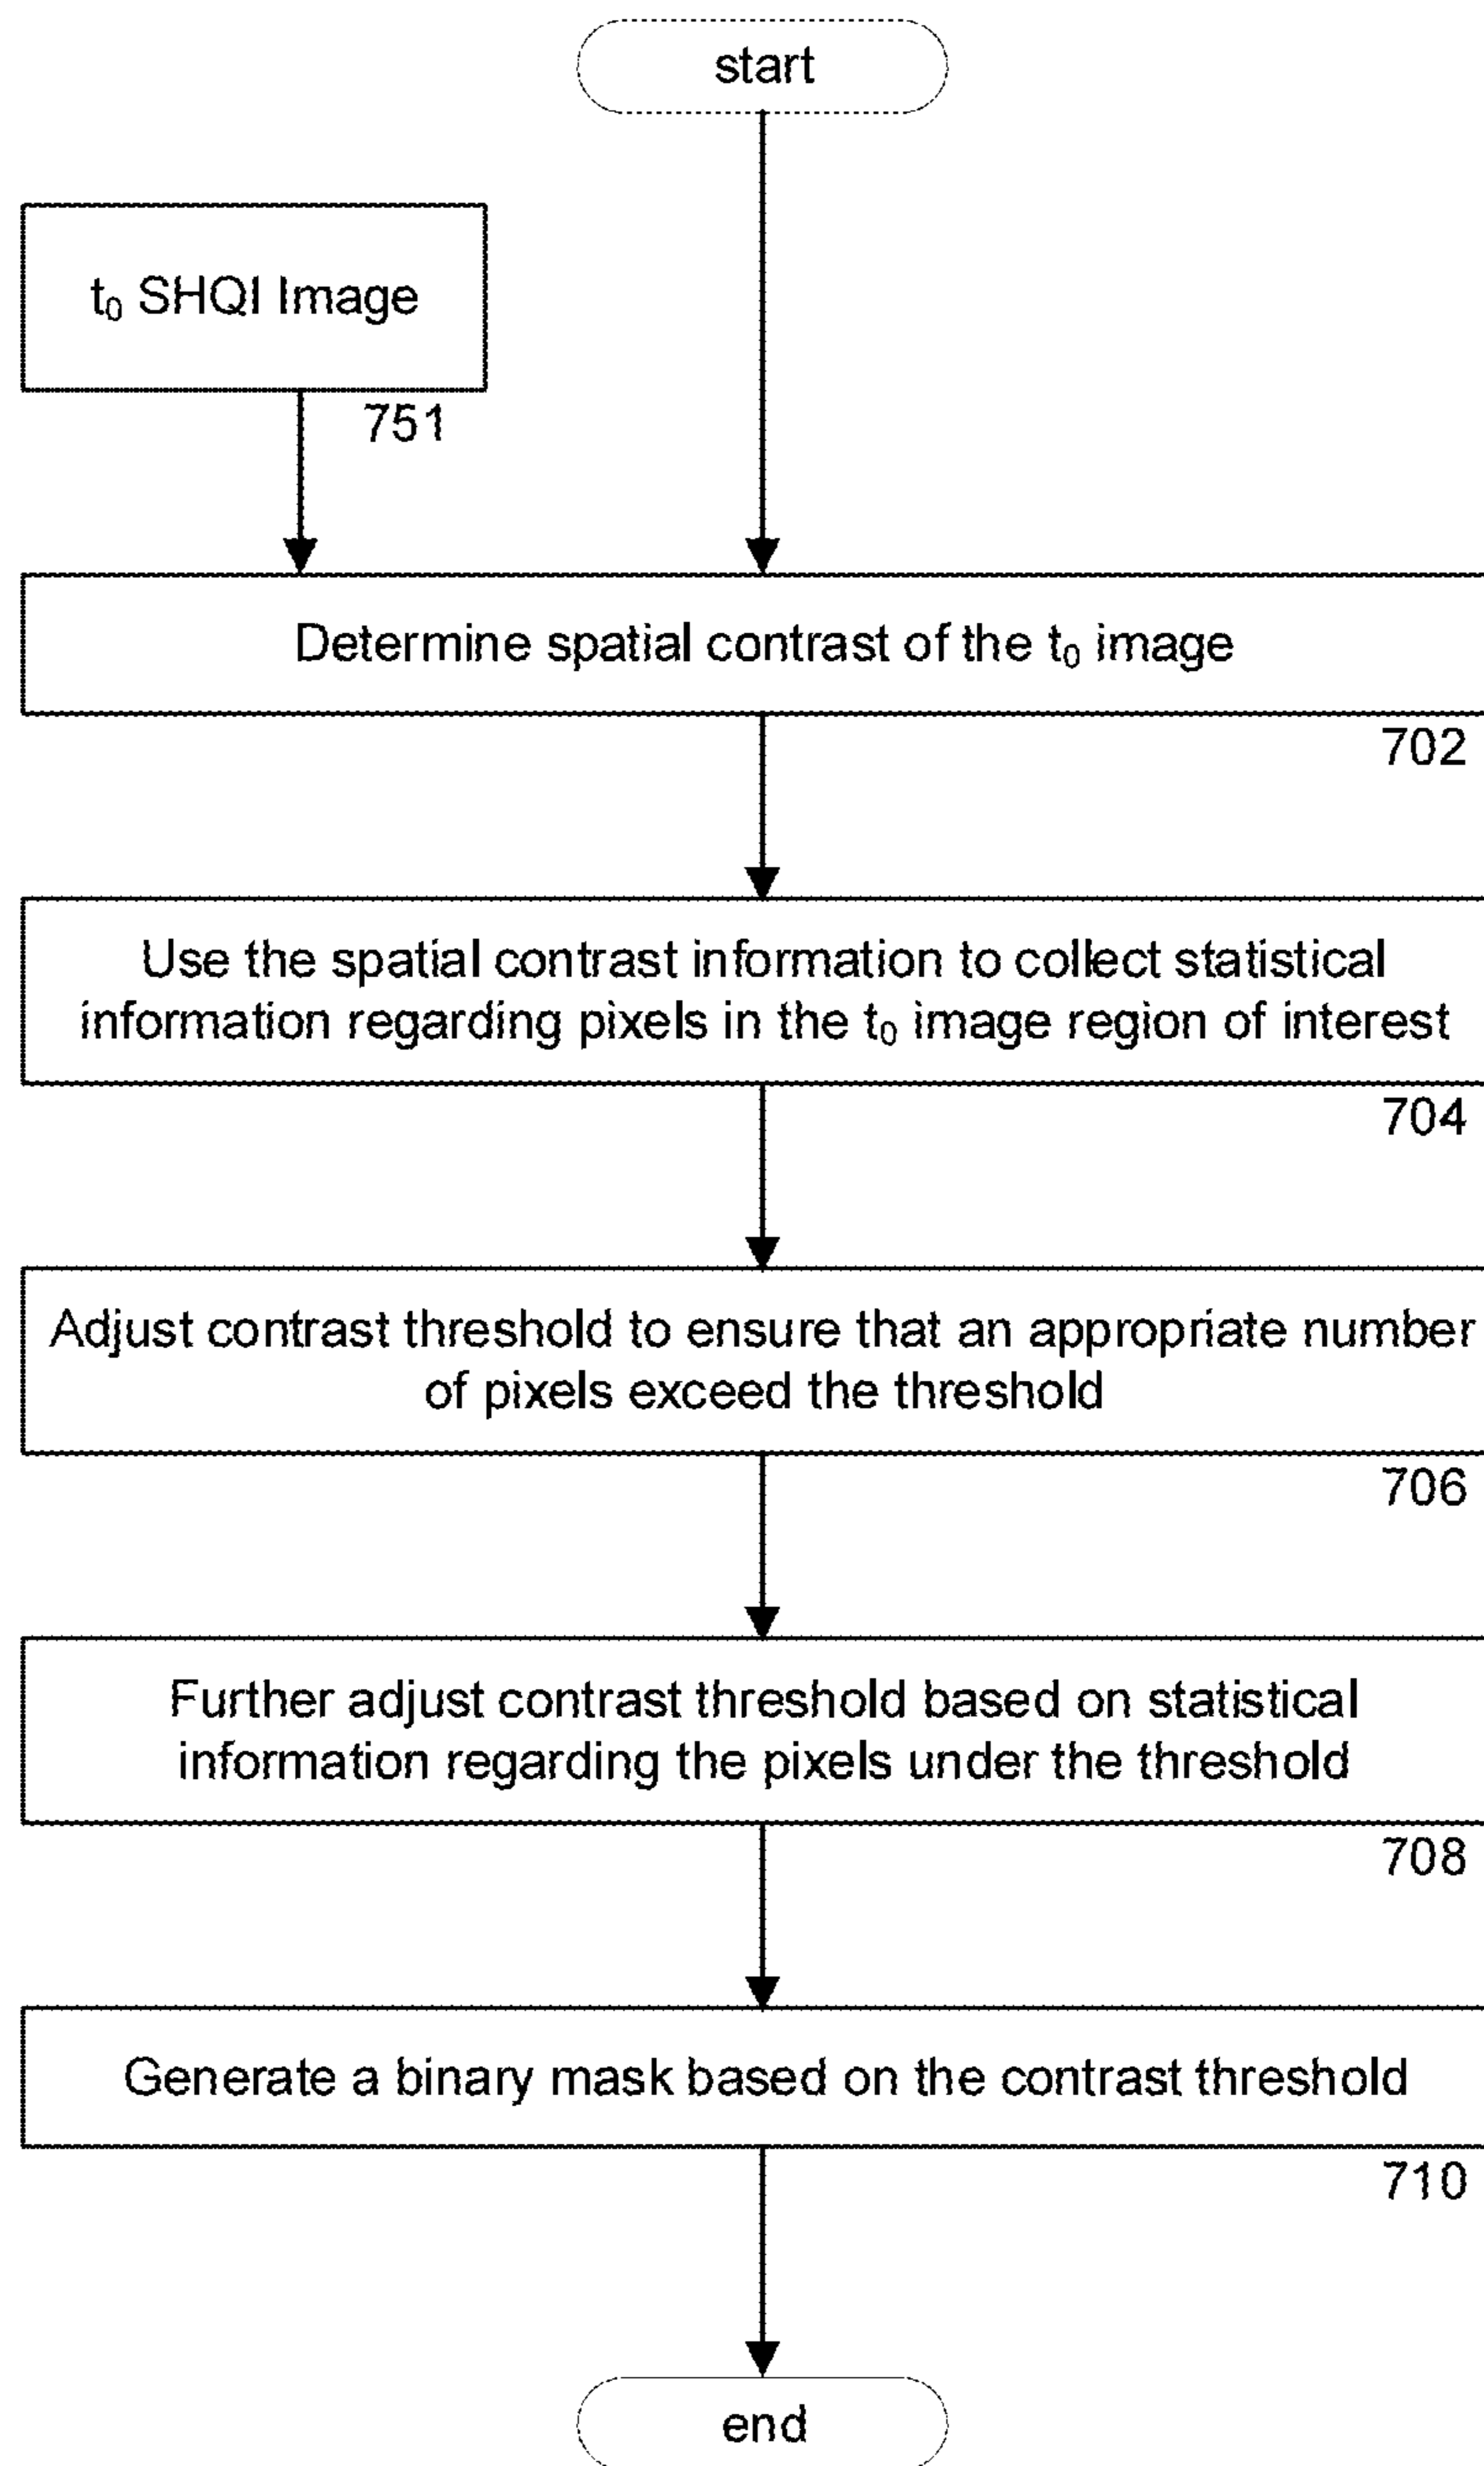 start
t₀ SHQI Image
751
Determine spatial contrast of the t₀ image
702
Use the spatial contrast information to collect statistical
information regarding pixels in the t₀ image region of interest
704
Adjust contrast threshold to ensure that an appropriate number
of pixels exceed the threshold
706
Further adjust contrast threshold based on statistical
information regarding the pixels under the threshold
708
Generate a binary mask based on the contrast threshold
710
end